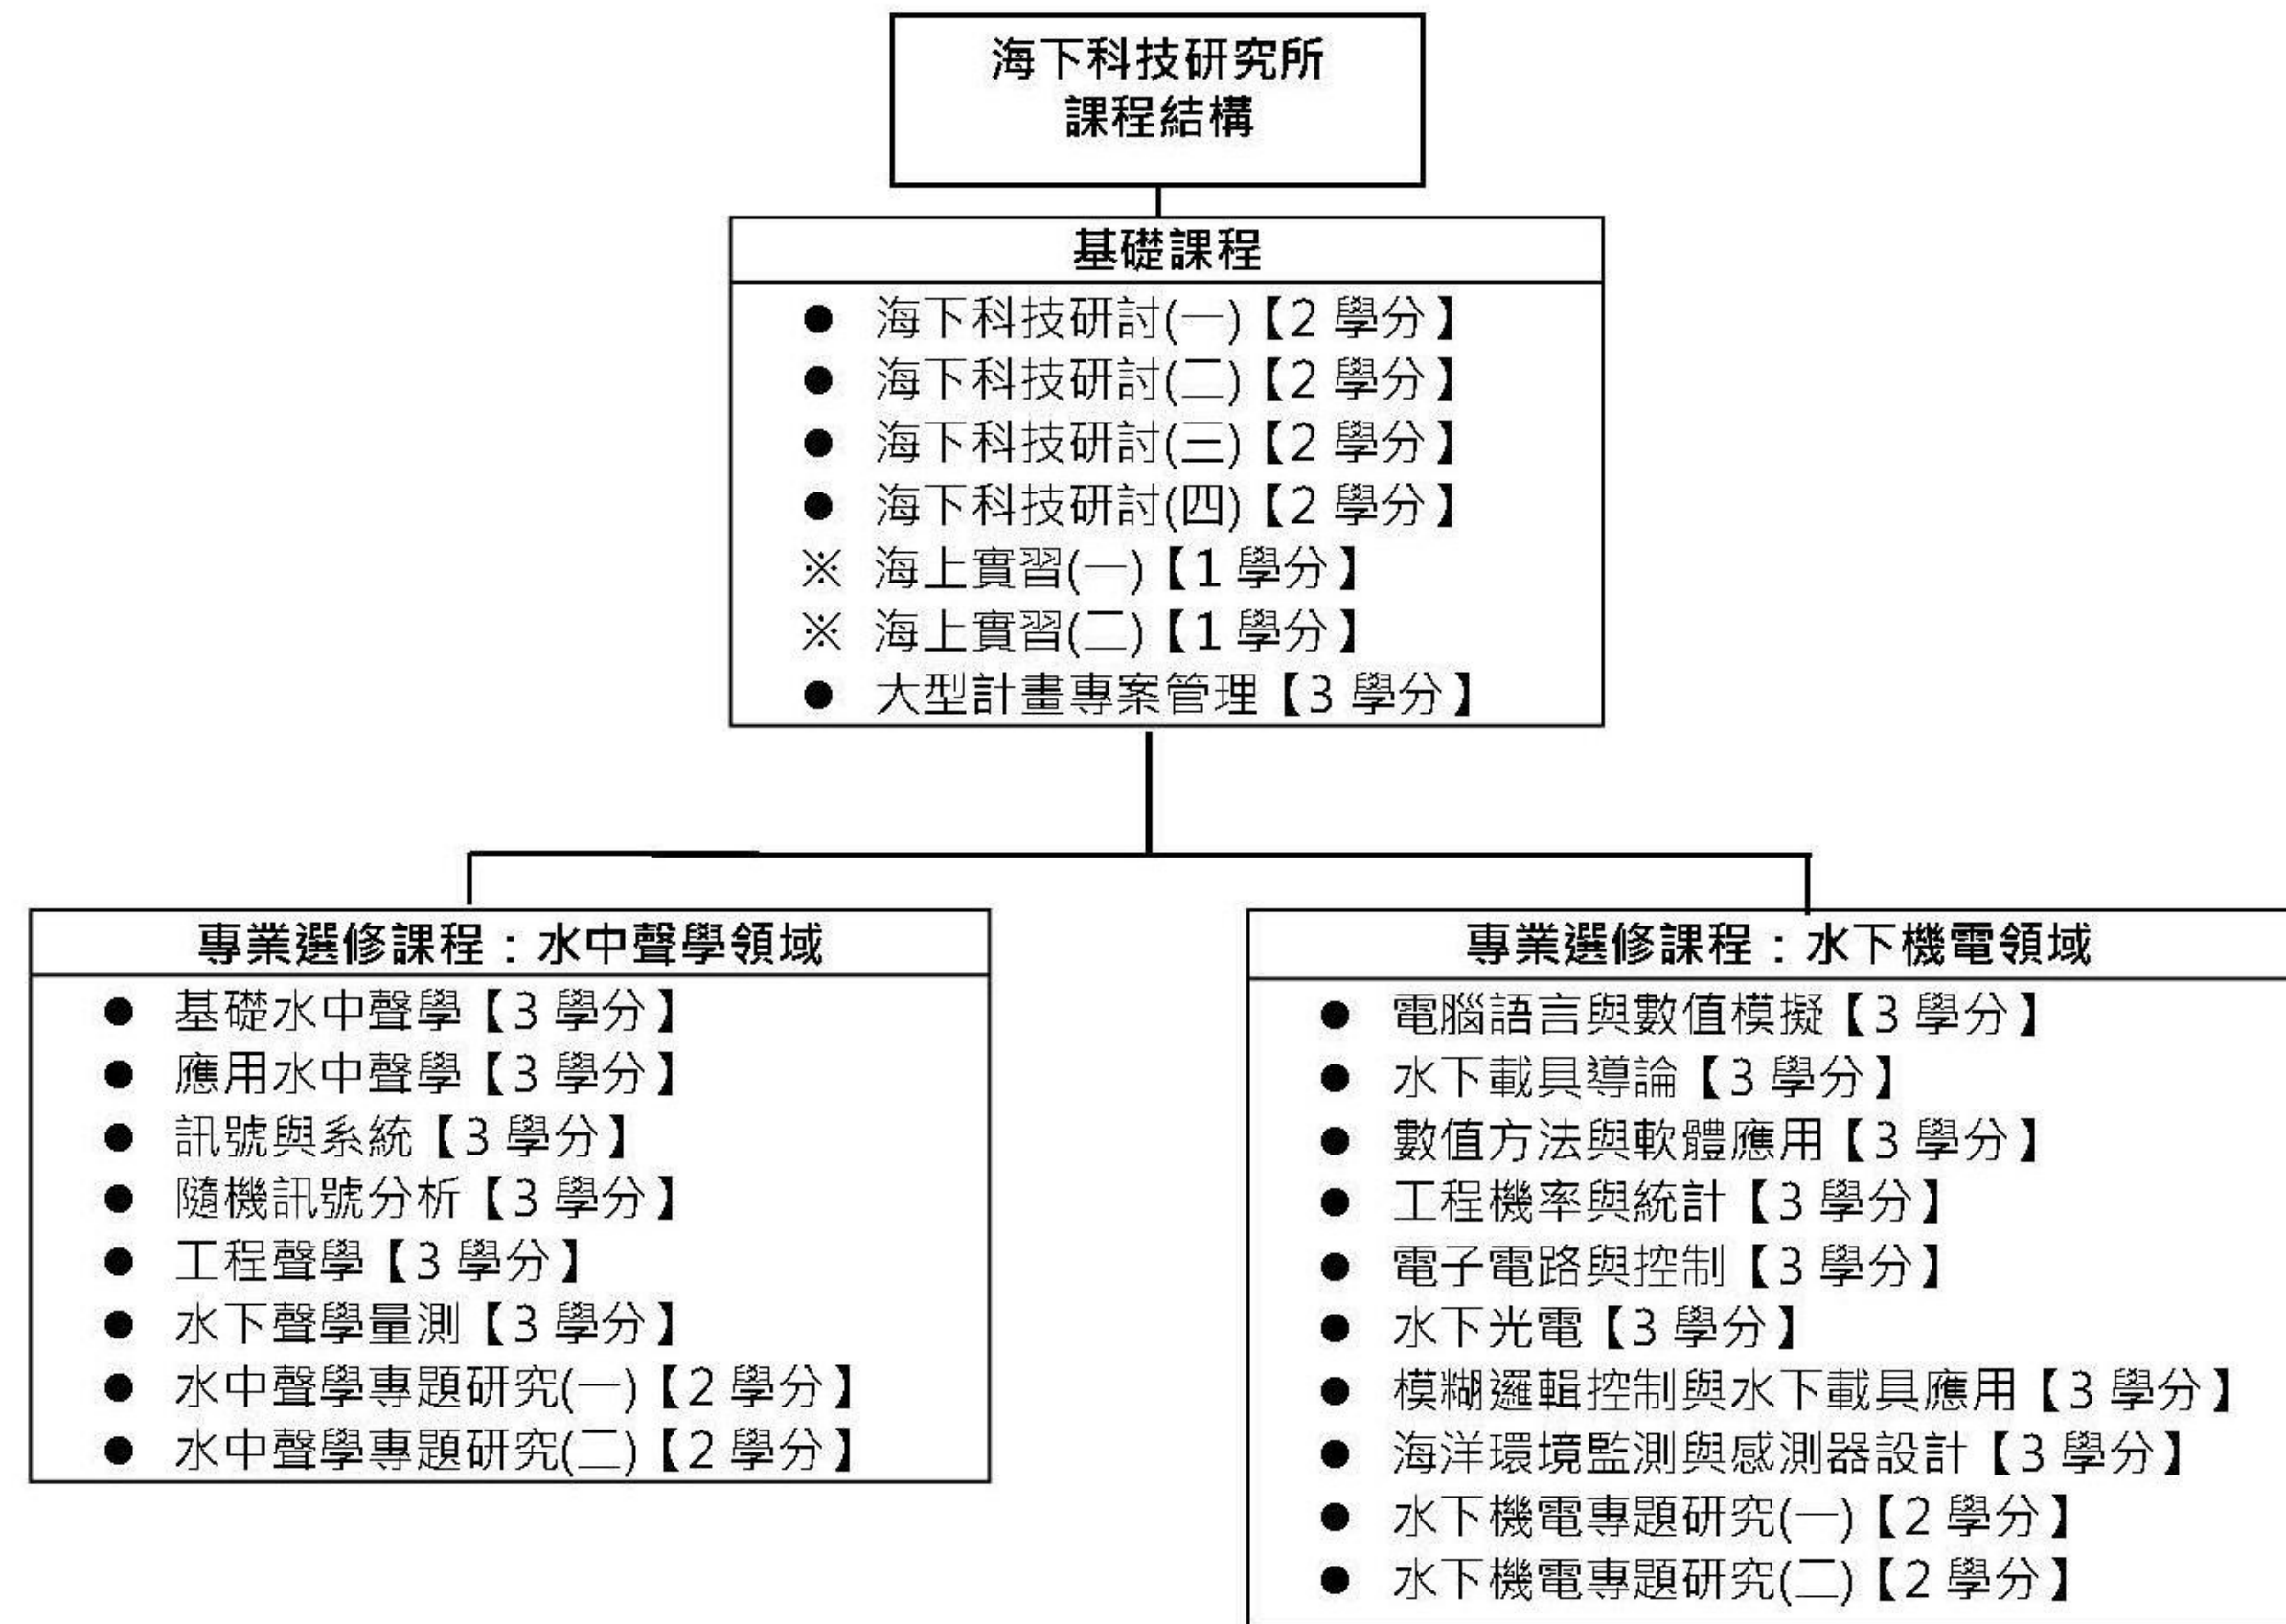 海下科技研究所
課程結構
基礎課程
● 海下科技研討(一)【2 學分】
● 海下科技研討(二)【2 學分】
● 海下科技研討(三)【2 學分】
● 海下科技研討(四)【2 學分】
※ 海上實習(一)【1 學分】
※ 海上實習(二)【1 學分】
● 大型計畫專案管理【3 學分】
專業選修課程：水中聲學領域
● 基礎水中聲學【3 學分】
● 應用水中聲學【3 學分】
● 訊號與系統【3 學分】
● 隨機訊號分析【3 學分】
● 工程聲學【3 學分】
● 水下聲學量測【3 學分】
● 水中聲學專題研究(一)【2 學分】
● 水中聲學專題研究(二)【2 學分】
專業選修課程：水下機電領域
● 電腦語言與數值模擬【3 學分】
● 水下載具導論【3 學分】
● 數值方法與軟體應用【3 學分】
● 工程機率與統計【3 學分】
● 電子電路與控制【3 學分】
● 水下光電【3 學分】
● 模糊邏輯控制與水下載具應用【3 學分】
● 海洋環境監測與感測器設計【3 學分】
● 水下機電專題研究(一)【2 學分】
● 水下機電專題研究(二)【2 學分】